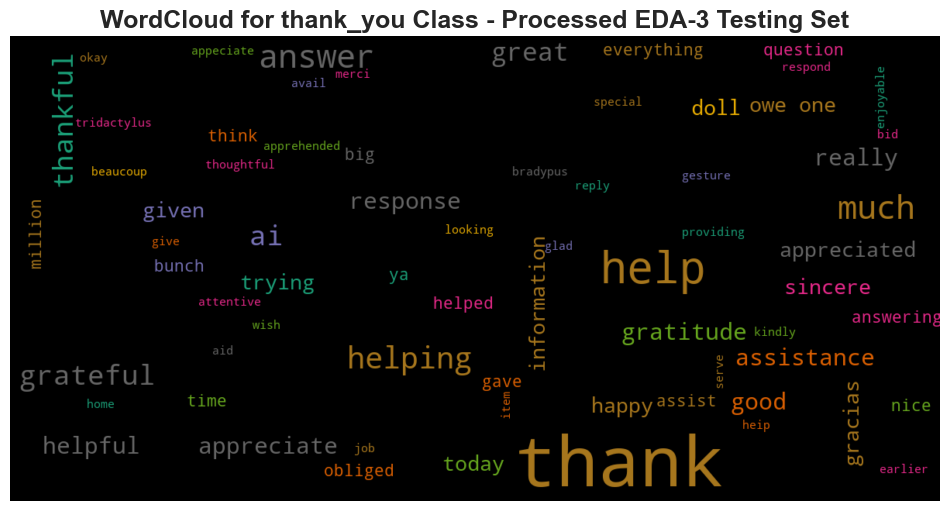 WordCloud for thank_you Class - Processed EDA-3 Testing Set
okay
appeciate
answer
great
everything
question
respond
merci
avail
thankful
special
doll
owe one
enjoyable
bid
tridactylus
think
apprehended
big
really
thoughtful
beaucoup
bradypus
gesture
reply
response
much
million
given
looking
providing
ai
give
glad
help
appreciated
bunch
trying
ya
information
sincere
attentive
helped
answering
wish
gratitude
kindly
aid
helping
assistance
serve
grateful
gave
item
home
time
happy
assist
good
nice
gracias
heip
helpful
appreciate
job
thank
today
obliged
earlier